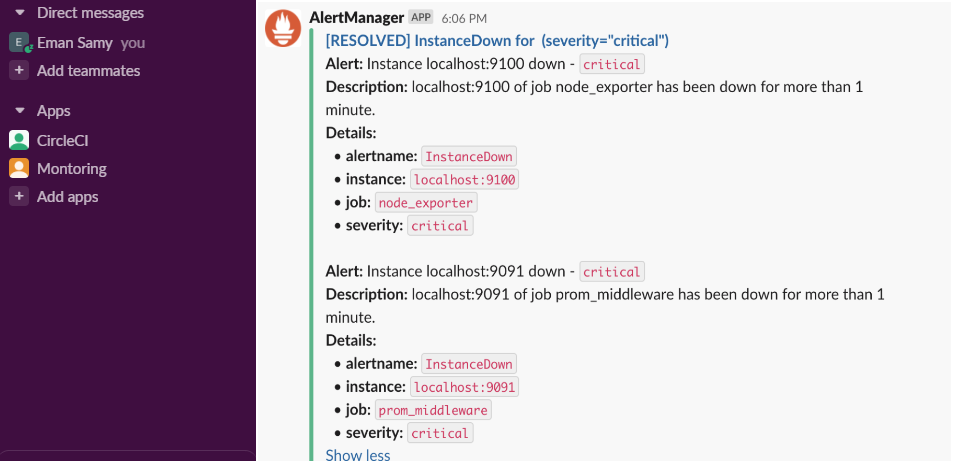 Direct messages
E Eman Samy you
+ Add teammates
Apps
CircleCI
Montoring
+ Add apps
AlertManager APP 6:06 PM
[RESOLVED] InstanceDown for (severity="critical")
Alert: Instance localhost:9100 down - critical
Description: localhost:9100 of job node_exporter has been down for more than 1
minute.
Details:
• alertname: InstanceDown
• instance: localhost:9100
• job: node_exporter
• severity: critical
Alert: Instance localhost:9091 down - critical
Description: localhost:9091 of job prom_middleware has been down for more than 1
minute.
Details:
• alertname: InstanceDown
• instance: localhost:9091
• job: prom_middleware
• severity: critical
Show less